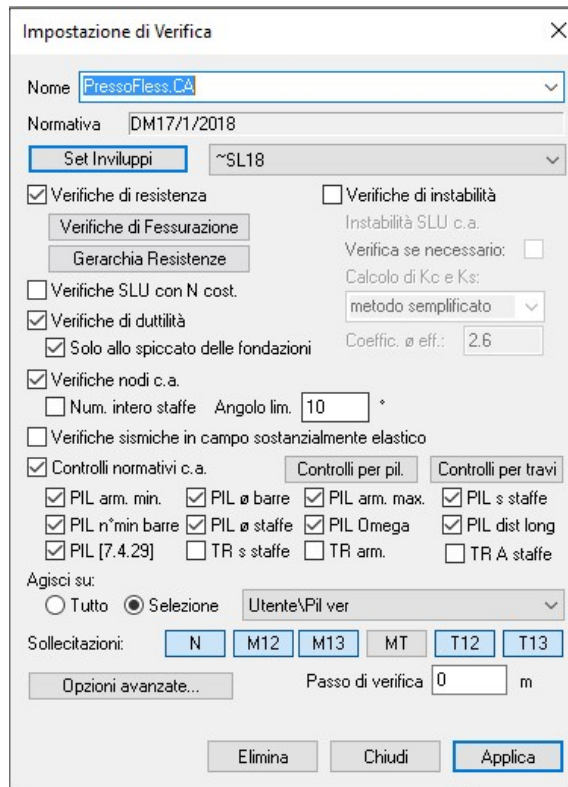 Impostazione di Verifica
Nome PressoFless.CA
Normativa DM17/1/2018
Set Inviluppi ~SL18
Verifiche di resistenza Verifiche di instabilità
Verifiche di Fessurazione Instabilità SLU c.a.
Gerarchia Resistenze Verifica se necessario:
Verifiche SLU con N cost. Calcolo di Kc e Ks:
Verifiche di duttilità metodo semplificato
Solo allo spiccato delle fondazioni Coeffic. ø eff.: 2.6
Verifiche nodi c.a.
Num. intero staffe Angolo lim. 10 °
Verifiche sismiche in campo sostanzialmente elastico
Controlli normativi c.a. Controlli per pil. Controlli per travi
PIL arm. min. PIL ø barre PIL arm. max. PIL s staffe
PIL n°min barre PIL ø staffe PIL Omega PIL dist long
PIL [7.4.29] TR s staffe TR arm. TR A staffe
Agisci su:
Tutto Selezione Utente\Pil ver
Sollecitazioni: N M12 M13 MT T12 T13
Opzioni avanzate... Passo di verifica 0 m
Elimina Chiudi Applica